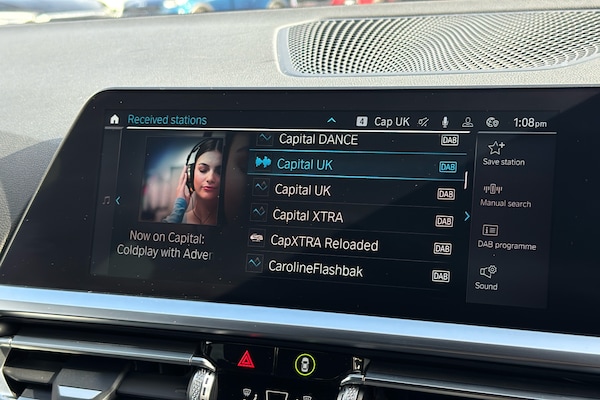 Received stations
4 Cap UK
1:08pm
Capital DANCE DAB
Capital UK DAB
Capital UK DAB
Capital XTRA DAB
CapXTRA Reloaded DAB
CarolineFlashbak DAB
Now on Capital:
Coldplay with Adver
Save station
Manual search
DAB programme
Sound